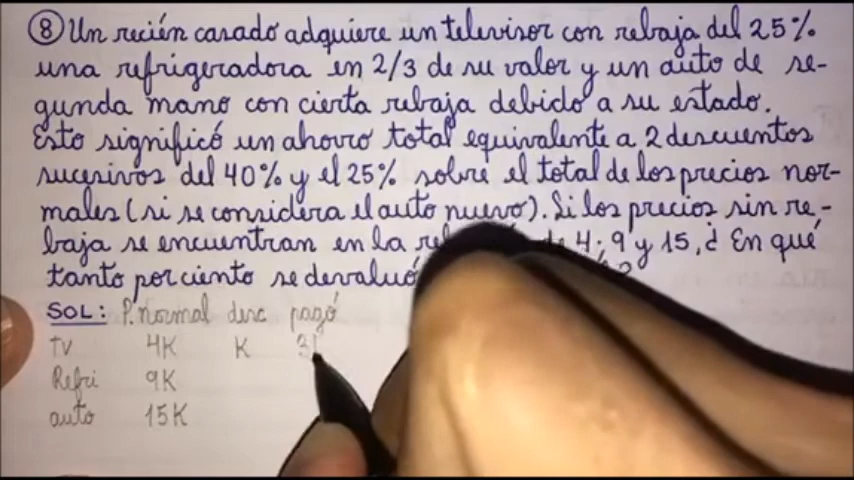 ⑧ Un recién casado adquiere un televisor con rebaja del 25%.
una refrigeradora en 2/3 de su valor y un auto de se-
gunda mano con cierta rebaja debido a su estado.
Esto significó un ahorro total equivalente a 2 descuentos
sucesivos del 40% y el 25% sobre el total de los precios nor-
males (si se considera el auto nuevo). Si los precios sin re-
baja se encuentran en la de 4; 9 y 15, ¿ En qué
tanto por ciento se devaluó
SOL: P. normal desc pagó
TV 4K K 3
Refri 9K
auto 15K